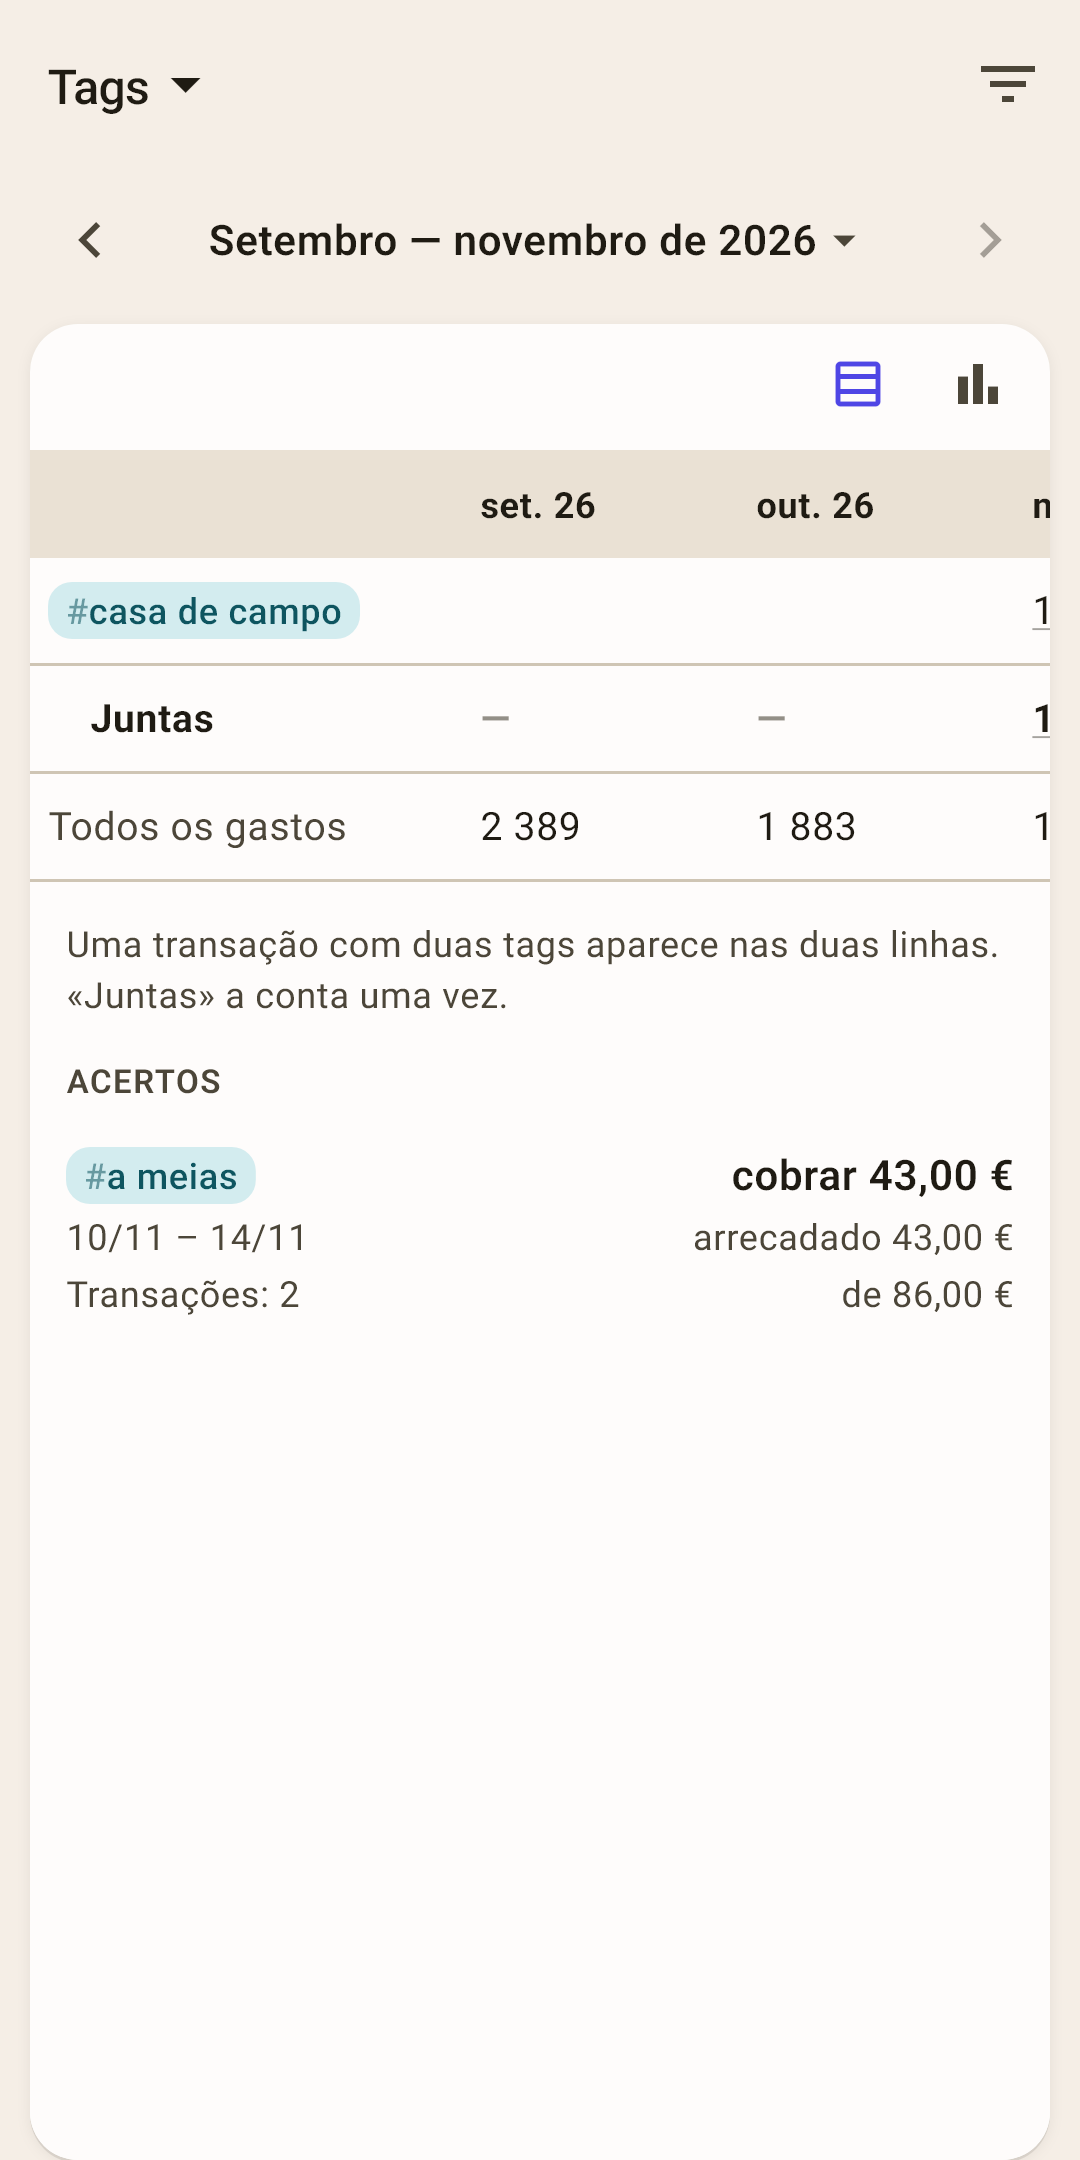 Tags
Setembro — novembro de 2026
set. 26 out. 26
#casa de campo
Juntas — —
Todos os gastos 2 389 1 883
Uma transação com duas tags aparece nas duas linhas.
«Juntas» a conta uma vez.
ACERTOS
#a meias cobrar 43,00 €
10/11 – 14/11 arrecadado 43,00 €
Transações: 2 de 86,00 €